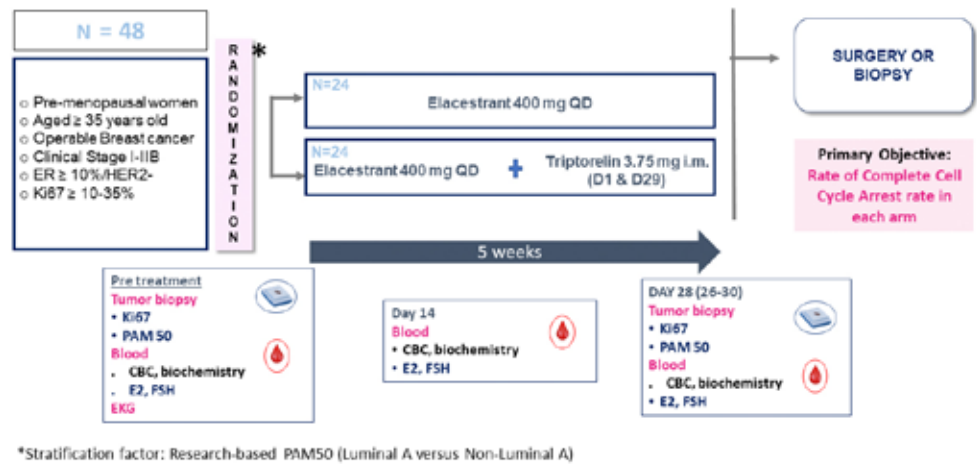 N = 48
○ Pre-menopausal women
○ Aged ≥ 35 years old
○ Operable Breast cancer
○ Clinical Stage I-IIB
○ ER ≥ 10%/HER2-
○ Ki67 ≥ 10-35%
RANDOMIZATION
*
N=24
Elacestrant 400 mg QD
N=24
Elacestrant 400 mg QD + Triptorelin 3.75 mg i.m.
(D1 & D29)
SURGERY OR
BIOPSY
Primary Objective:
Rate of Complete Cell
Cycle Arrest rate in
each arm
5 weeks
Pre treatment
Tumor biopsy
• Ki67
• PAM 50
Blood
. CBC, biochemistry
. E2, FSH
EKG
Day 14
Blood
• CBC, biochemistry
• E2, FSH
DAY 28 (26-30)
Tumor biopsy
• Ki67
• PAM 50
Blood
. CBC, biochemistry
• E2, FSH
*Stratification factor: Research-based PAM50 (Luminal A versus Non-Luminal A)